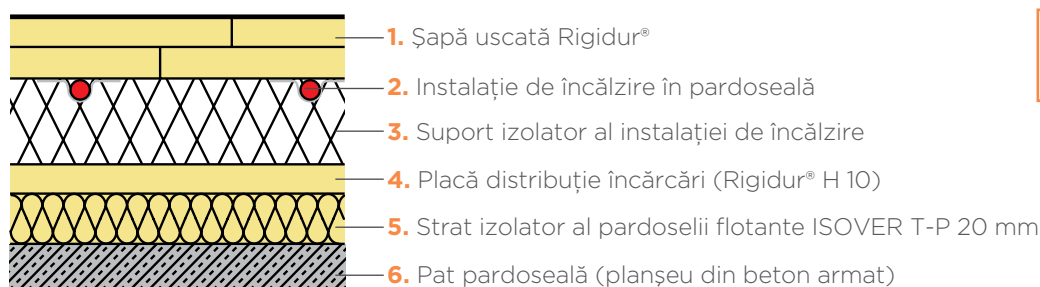 1. Șapă uscată Rigidur®
2. Instalație de încălzire în pardoseală
3. Suport izolator al instalației de încălzire
4. Placă distribuție încărcări (Rigidur® H 10)
5. Strat izolator al pardoselii flotante ISOVER T-P 20 mm
6. Pat pardoseală (planșeu din beton armat)